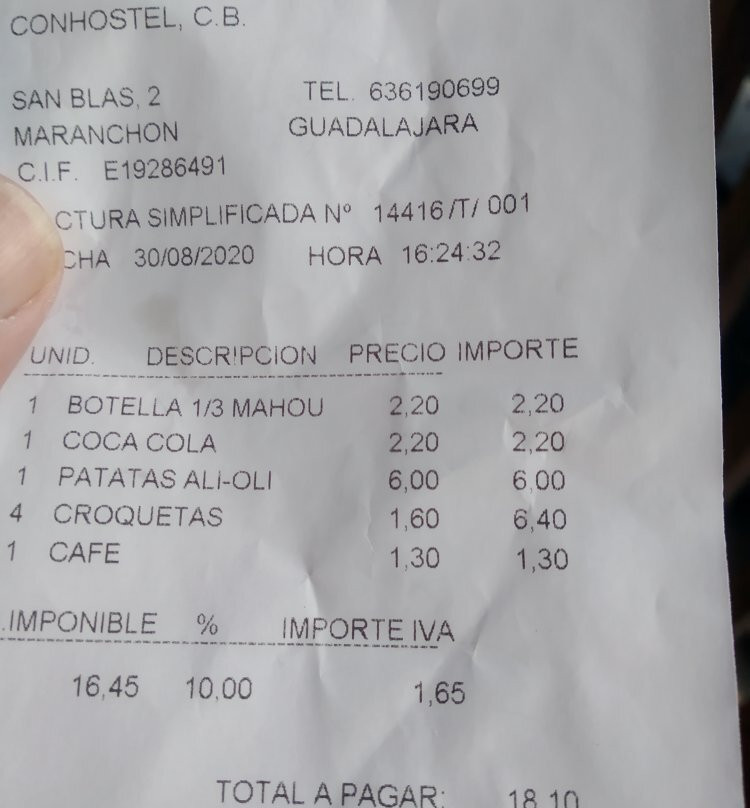 CONHOSTEL, C.B.
SAN BLAS, 2 TEL. 636190699
MARANCHON GUADALAJARA
C.I.F. E19286491
CTURA SIMPLIFICADA Nº 14416/T/ 001
CHA 30/08/2020 HORA 16:24:32
UNID. DESCRIPCION PRECIO IMPORTE
1 BOTELLA 1/3 MAHOU 2,20 2,20
1 COCA COLA 2,20 2,20
1 PATATAS ALI-OLI 6,00 6,00
4 CROQUETAS 1,60 6,40
1 CAFE 1,30 1,30
.IMPONIBLE % IMPORTE IVA
16,45 10,00 1,65
TOTAL A PAGAR: 18,10